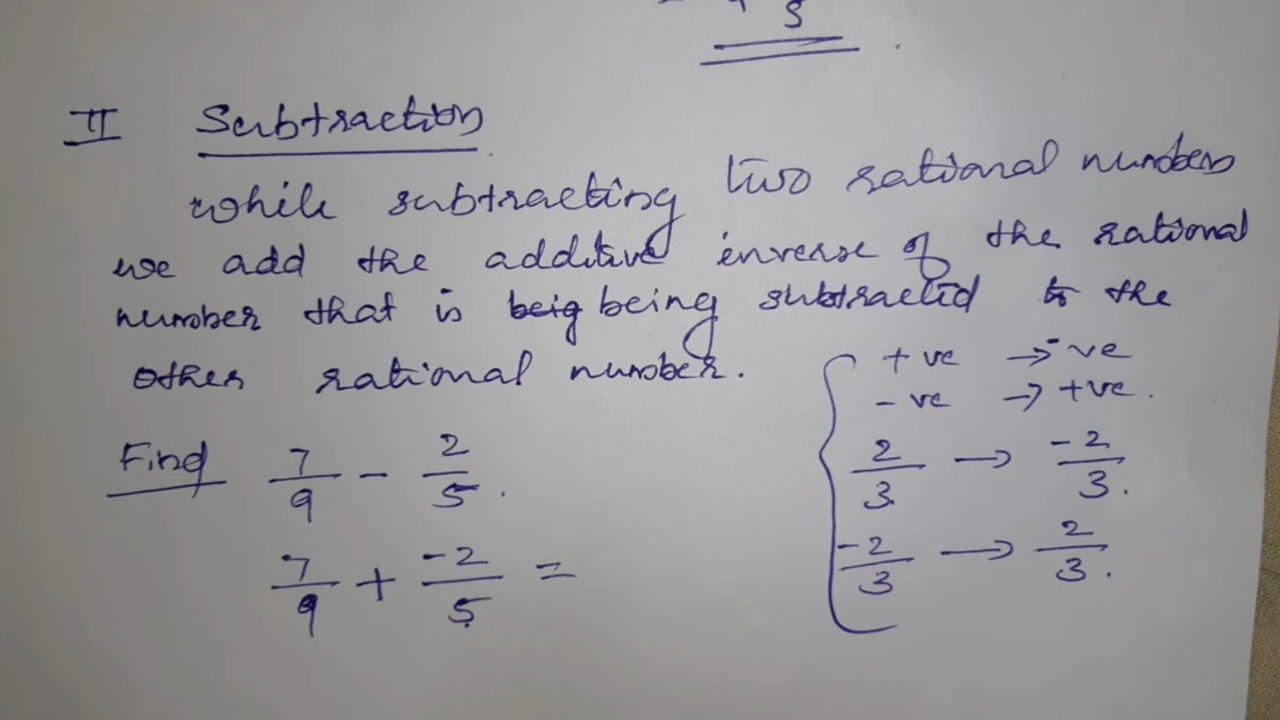 5
II Subtraction
while subtracting two rational numbers
we add the additive inverse of the rational
number that is beig being subtracted to the
other rational number.
+ve → -ve
-ve → +ve.
2/3 → -2/3.
-2/3 → 2/3.
Find 7/9 - 2/5.
7/9 + -2/5 =